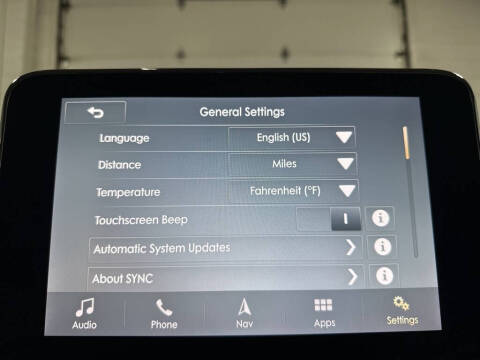 General Settings
Language English (US)
Distance Miles
Temperature Fahrenheit (°F)
Touchscreen Beep I i
Automatic System Updates i
About SYNC i
Audio Phone Nav Apps Settings